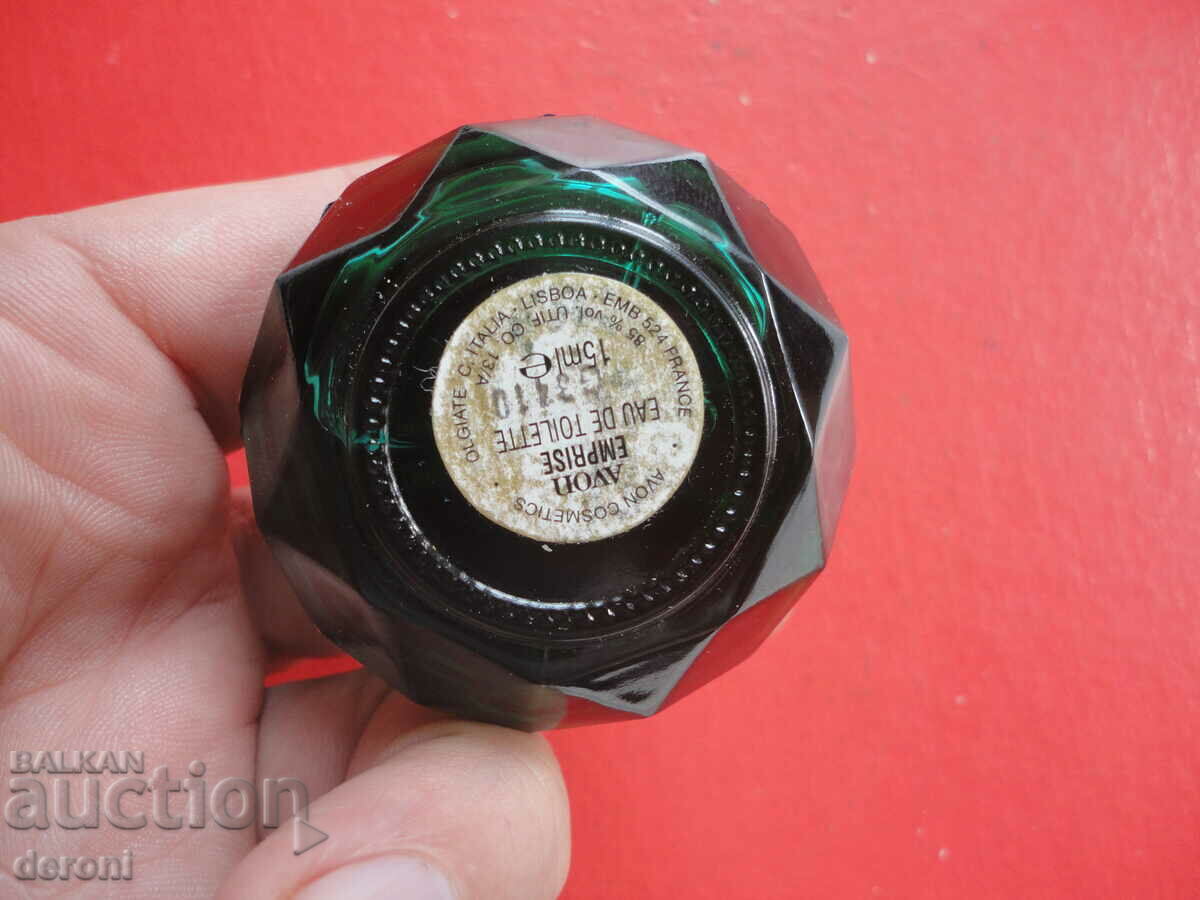 AVON COSMETICS
AVON
EMPRISE
EAU DE TOILETTE
15ml e
85 % vol. UTIF. CO 13/A
OLGIATE C. ITALIA · LISBOA · EMB 524 FRANCE
BALKAN
auction
deroni